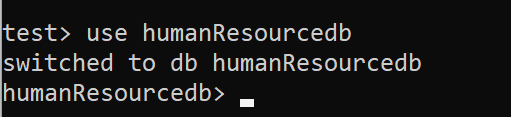 test> use humanResourcedb
switched to db humanResourcedb
humanResourcedb>